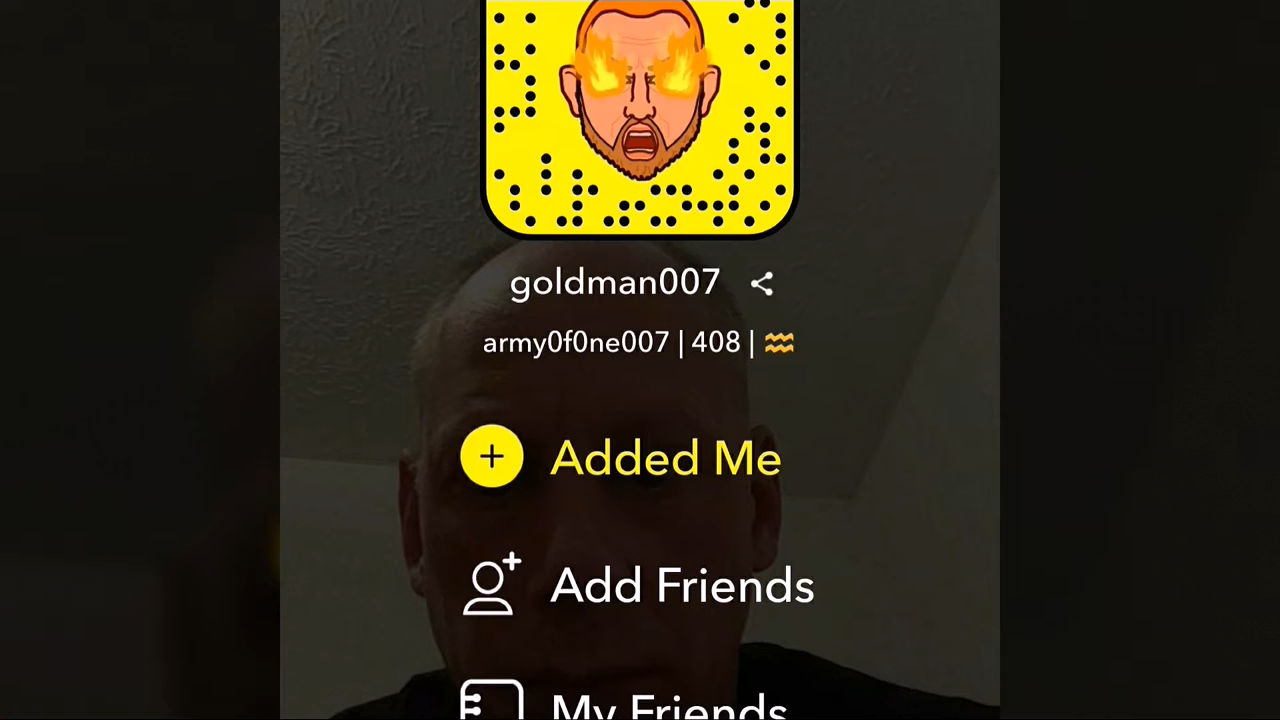 goldman007
army0f0ne007 | 408 | ♒
Added Me
Add Friends
My Friends